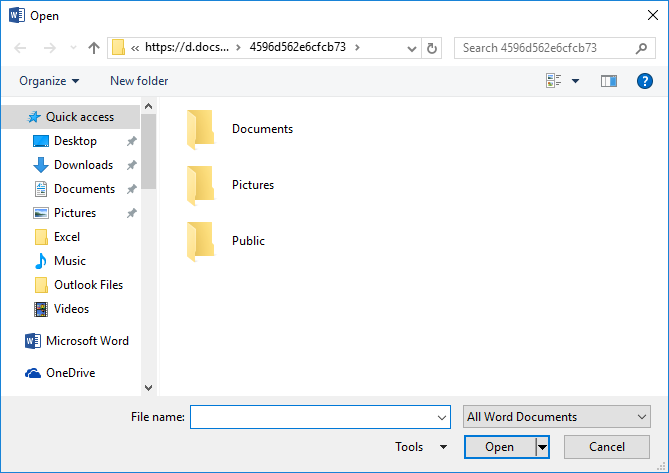 Open
« https://d.docs... > 4596d562e6cfcb73 >
Search 4596d562e6cfcb73
Organize
New folder
?
Quick access
Desktop
Downloads
Documents
Pictures
Excel
Music
Outlook Files
Videos
Microsoft Word
OneDrive
Documents
Pictures
Public
File name:
All Word Documents
Tools
Open
Cancel